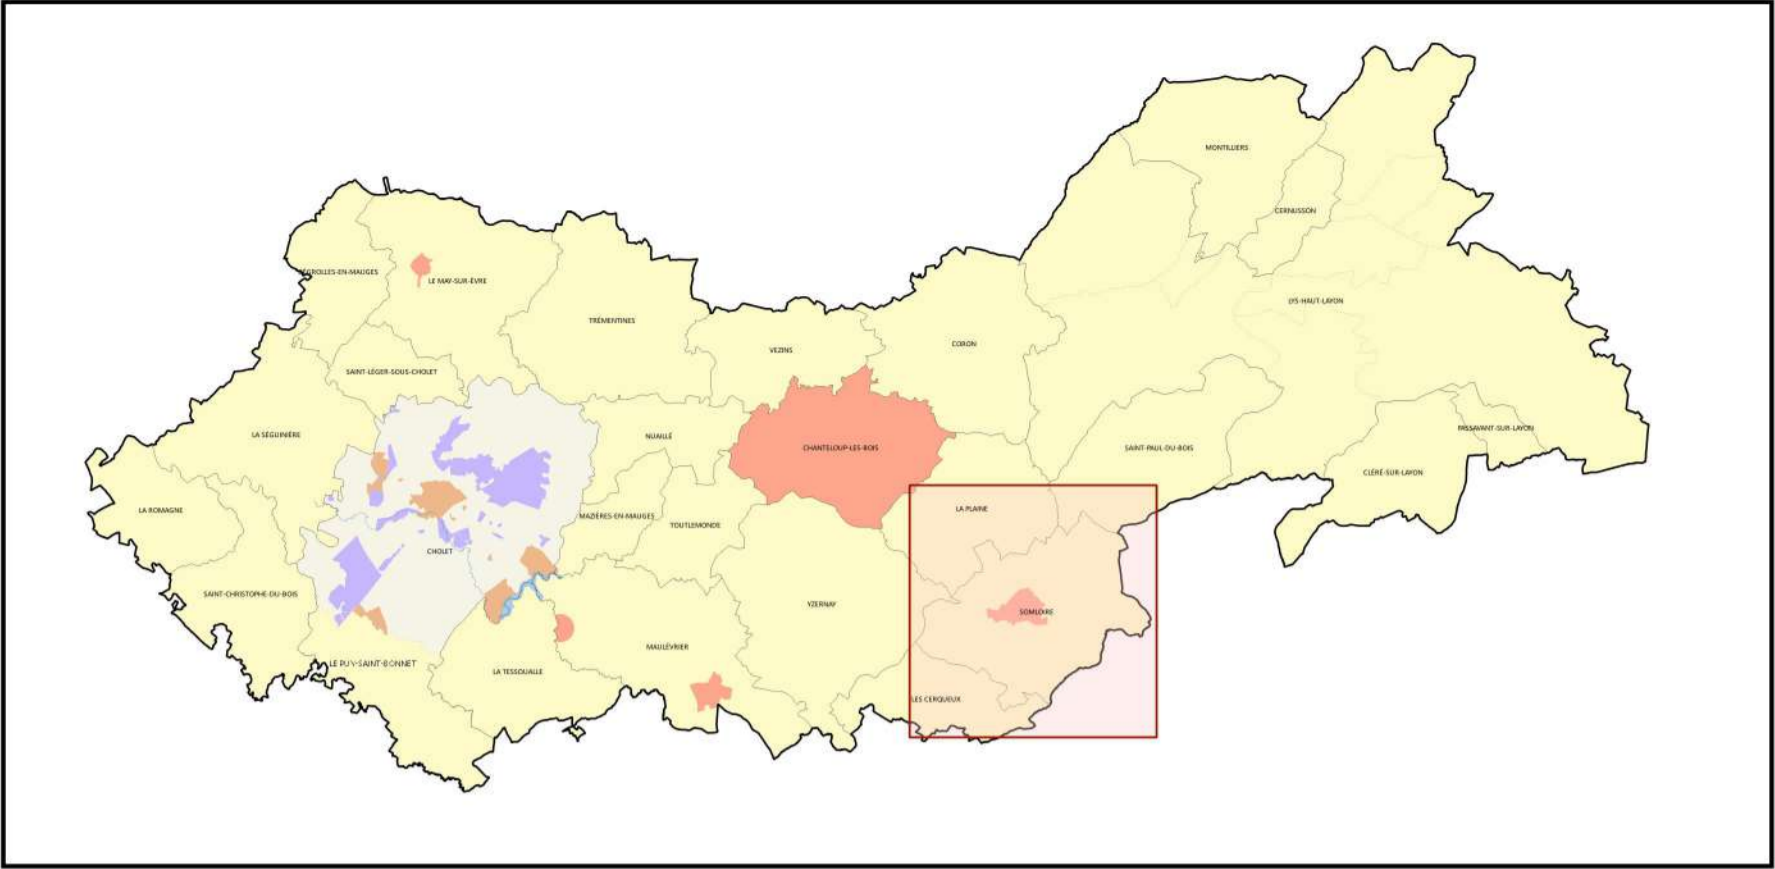 MONTILLIERS
CERNUSSON
GROLLES-EN-MAUGES
LE MAY-SUR-ÈVRE
LYS-HAUT-LAYON
TRÉMENTINES
VEZINS
CORON
SAINT-LÉGER-SOUS-CHOLET
LA SÉGUINIÈRE
NUAILLÉ
CHANTELOUP-LES-BOIS
SAINT-PAUL-DU-BOIS
PASSAVANT-SUR-LAYON
CLÉRÉ-SUR-LAYON
LA ROMAGNE
MAZIÈRES-EN-MAUGES
TOUTLEMONDE
LA PLAINE
CHOLET
SAINT-CHRISTOPHE-DU-BOIS
YZERNAY
SOMLOIRE
MAULÉVRIER
LE PUY-SAINT-BONNET
LA TESSOUALLE
LES CERQUEUX